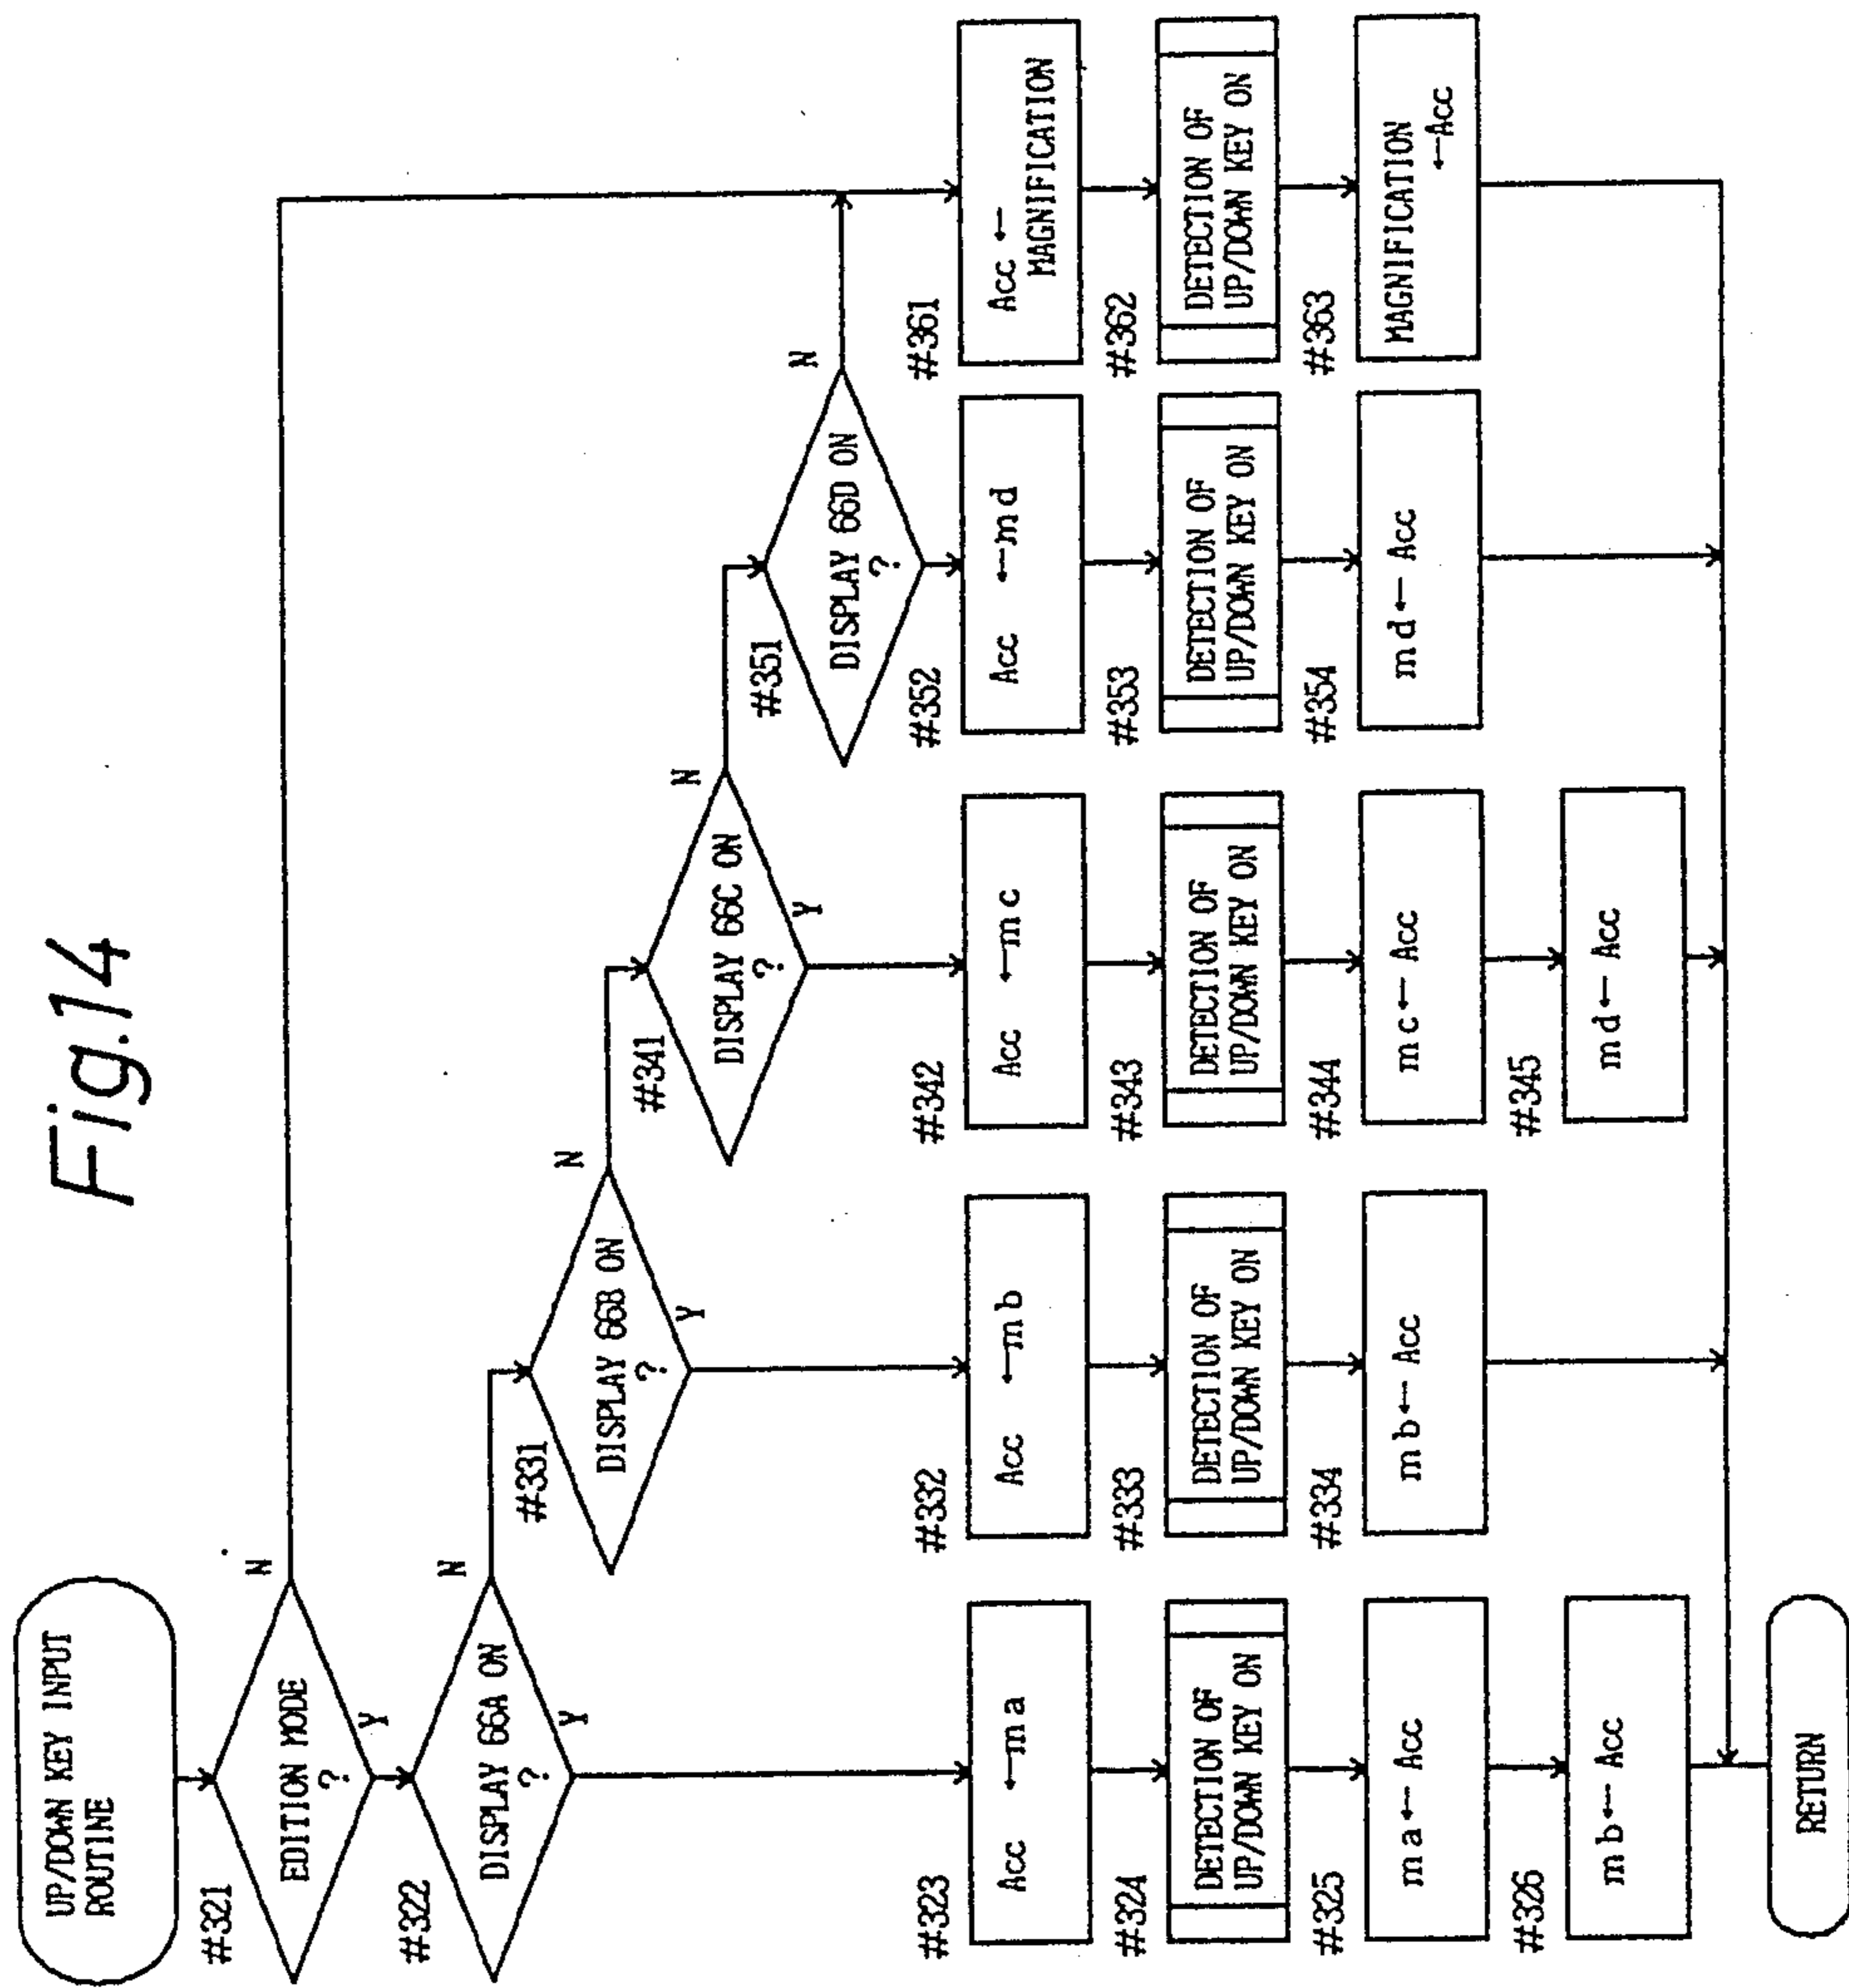 Fig.14
UP/DOWN KEY INPUT
ROUTINE
#321
EDITION MODE
?
N
Y
#322
DISPLAY 66A ON
?
N
Y
#323
Acc ←ma
#324
DETECTION OF
UP/DOWN KEY ON
#325
ma←Acc
#326
mb←Acc
#331
DISPLAY 66B ON
?
N
Y
#332
Acc ←mb
#333
DETECTION OF
UP/DOWN KEY ON
#334
mb←Acc
#341
DISPLAY 66C ON
?
N
Y
#342
Acc ←mc
#343
DETECTION OF
UP/DOWN KEY ON
#344
mc←Acc
#345
md←Acc
#351
DISPLAY 66D ON
?
N
#352
Acc ←md
#353
DETECTION OF
UP/DOWN KEY ON
#354
md←Acc
#361
Acc ←
MAGNIFICATION
#362
DETECTION OF
UP/DOWN KEY ON
#363
MAGNIFICATION
←Acc
RETURN